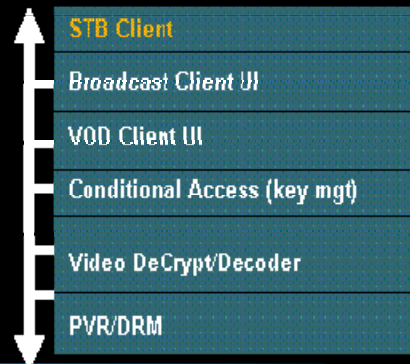 STB Client
Broadcast Client UI
VOD Client UI
Conditional Access (key mgt)
Video DeCrypt/Decoder
PVR/DRM